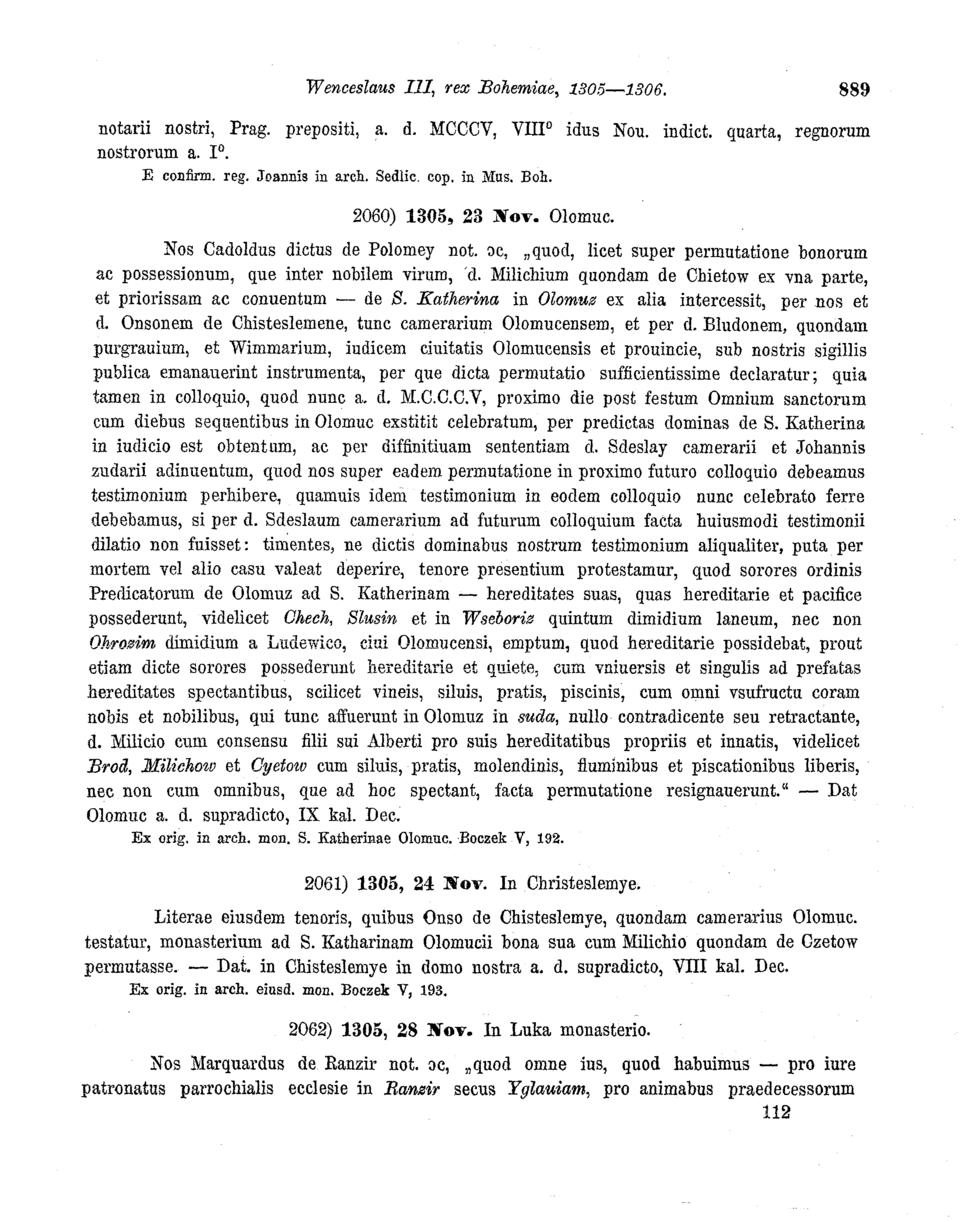 Wenceslaus III, rex Bohemiae, 1305—1306. 889
notarii nostri, Prag. prepositi, a. d. MCCCV, VIIIº idus Nou. indict. quarta, regnorum
nostrorum a. Iº.
E confirm. reg. Joannis in arch. Sedlic. cop. in Mus. Boh.
2060) 1305, 23 Nov. Olomuc.
Nos Cadoldus dictus de Polomey not. ɔc, „quod, licet super permutatione bonorum
ac possessionum, que inter nobilem virum, d. Milichium quondam de Chietow ex vna parte,
et priorissam ac conuentum — de S. Katherina in Olomuz ex alia intercessit, per nos et
d. Onsonem de Chisteslemene, tunc camerarium Olomucensem, et per d. Bludonem, quondam
purgrauium, et Wimmarium, iudicem ciuitatis Olomucensis et prouincie, sub nostris sigillis
publica emanauerint instrumenta, per que dicta permutatio sufficientissime declaratur; quia
tamen in colloquio, quod nunc a. d. M.C.C.C.V, proximo die post festum Omnium sanctorum
cum diebus sequentibus in Olomuc exstitit celebratum, per predictas dominas de S. Katherina
in iudicio est obtentum, ac per diffinitiuam sententiam d. Sdeslay camerarii et Johannis
zudarii adinuentum, quod nos super eadem permutatione in proximo futuro colloquio debeamus
testimonium perhibere, quamuis idem testimonium in eodem colloquio nunc celebrato ferre
debebamus, si per d. Sdeslaum camerarium ad futurum colloquium facta huiusmodi testimonii
dilatio non fuisset: timentes, ne dictis dominabus nostrum testimonium aliqualiter, puta per
mortem vel alio casu valeat deperire, tenore presentium protestamur, quod sorores ordinis
Predicatorum de Olomuz ad S. Katherinam — hereditates suas, quas hereditarie et pacifice
possederunt, videlicet Chech, Slusin et in Wseboriz quintum dimidium laneum, nec non
Ohrozim dimidium a Ludewico, ciui Olomucensi, emptum, quod hereditarie possidebat, prout
etiam dicte sorores possederunt hereditarie et quiete, cum vniuersis et singulis ad prefatas
hereditates spectantibus, scilicet vineis, siluis, pratis, piscinis, cum omni vsufructu coram
nobis et nobilibus, qui tunc affuerunt in Olomuz in suda, nullo contradicente seu retractante,
d. Milicio cum consensu filii sui Alberti pro suis hereditatibus propriis et innatis, videlicet
Brod, Milichow et Cyetow cum siluis, pratis, molendinis, fluminibus et piscationibus liberis,
nec non cum omnibus, que ad hoc spectant, facta permutatione resignauerunt.“ — Dat
Olomuc a. d. supradicto, IX kal. Dec.
Ex orig. in arch. mon. S. Katherinae Olomuc. Boczek V, 192.
2061) 1305, 24 Nov. In Christeslemye.
Literae eiusdem tenoris, quibus Onso de Chisteslemye, quondam camerarius Olomuc.
testatur, monasterium ad S. Katharinam Olomucii bona sua cum Milichio quondam de Czetow
permutasse. — Dat. in Chisteslemye in domo nostra a. d. supradicto, VIII kal. Dec.
Ex orig. in arch. eiusd. mon. Boczek V, 193.
2062) 1305, 28 Nov. In Luka monasterio.
Nos Marquardus de Ranzir not. ɔc, „quod omne ius, quod habuimus — pro iure
patronatus parrochialis ecclesie in Ranzir secus Yglauiam, pro animabus praedecessorum
112